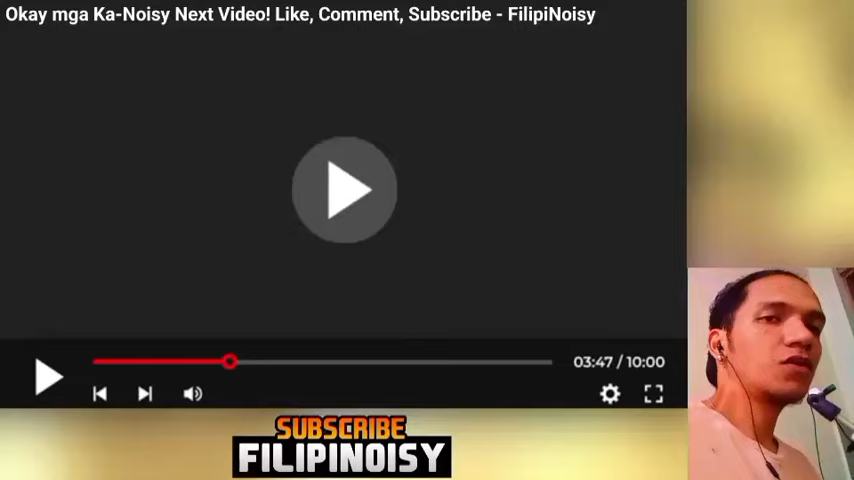 Okay mga Ka-Noisy Next Video! Like, Comment, Subscribe - FilipiNoisy
03:47 / 10:00
SUBSCRIBE
FILIPINOISY